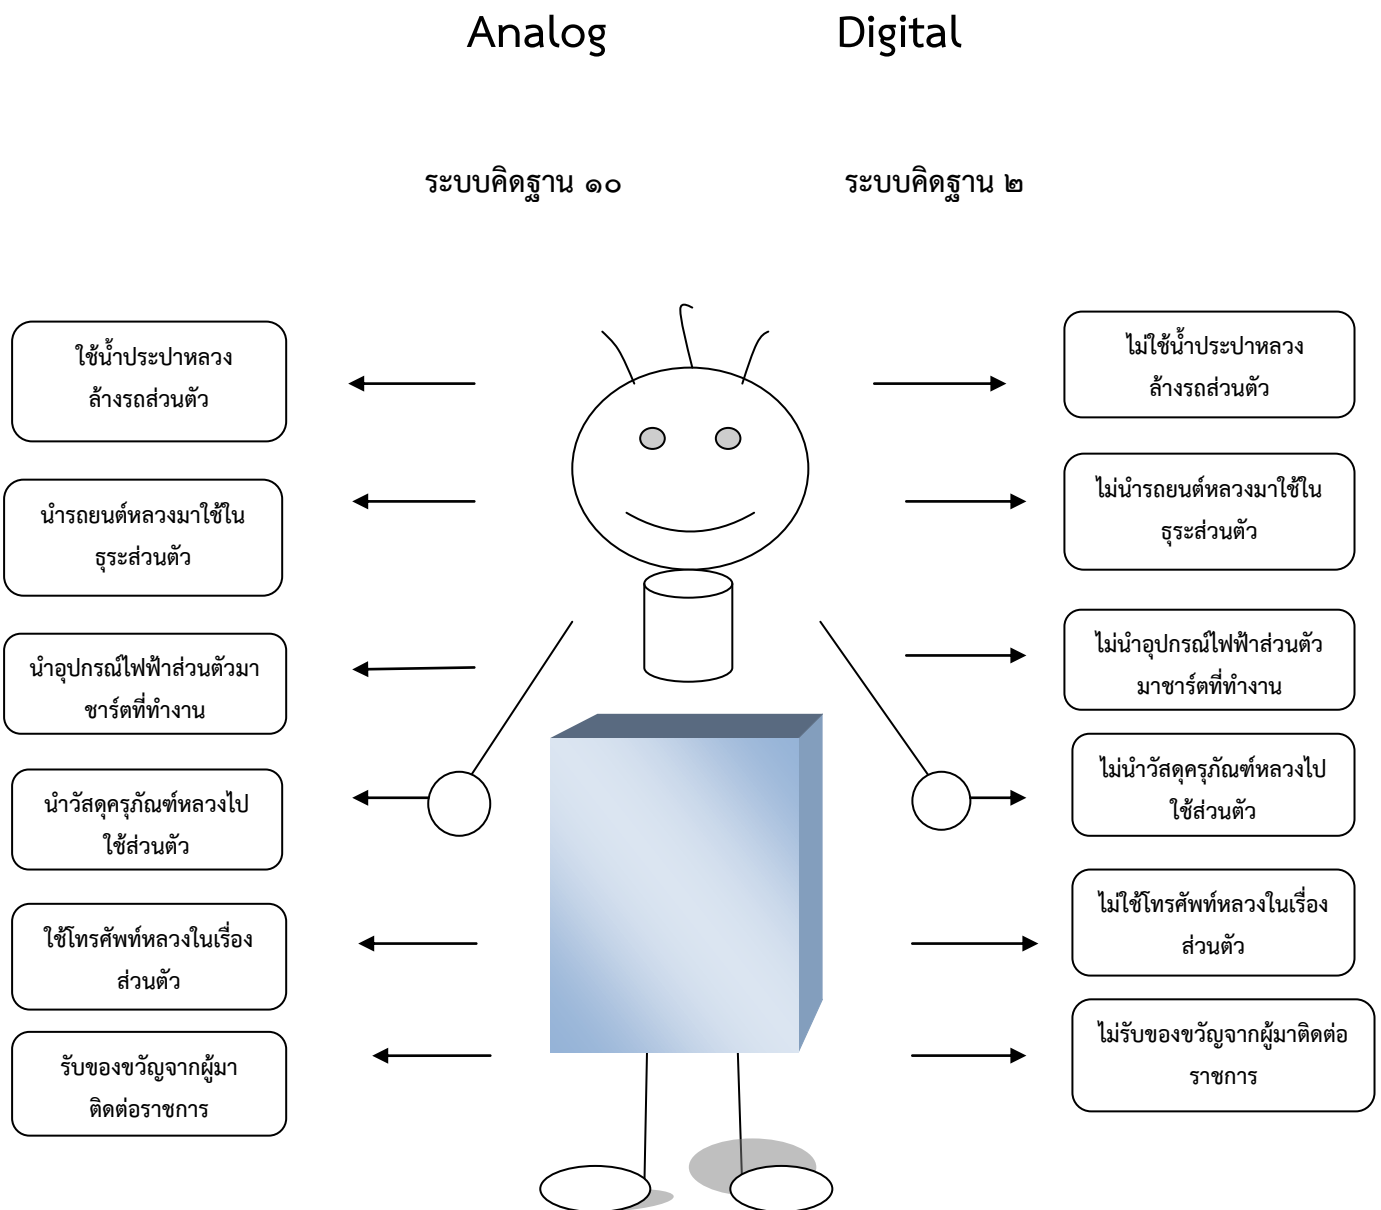 Analog
Digital
ระบบคิดฐาน ๑๐
ระบบคิดฐาน ๒
ใช้น้ำประปาหลวง
ล้างรถส่วนตัว
นำรถยนต์หลวงมาใช้ใน
ธุระส่วนตัว
นำอุปกรณ์ไฟฟ้าส่วนตัวมา
ชาร์ตที่ทำงาน
นำวัสดุครุภัณฑ์หลวงไป
ใช้ส่วนตัว
ใช้โทรศัพท์หลวงในเรื่อง
ส่วนตัว
รับของขวัญจากผู้มา
ติดต่อราชการ
ไม่ใช้น้ำประปาหลวง
ล้างรถส่วนตัว
ไม่นำรถยนต์หลวงมาใช้ใน
ธุระส่วนตัว
ไม่นำอุปกรณ์ไฟฟ้าส่วนตัว
มาชาร์ตที่ทำงาน
ไม่นำวัสดุครุภัณฑ์หลวงไป
ใช้ส่วนตัว
ไม่ใช้โทรศัพท์หลวงในเรื่อง
ส่วนตัว
ไม่รับของขวัญจากผู้มาติดต่อ
ราชการ